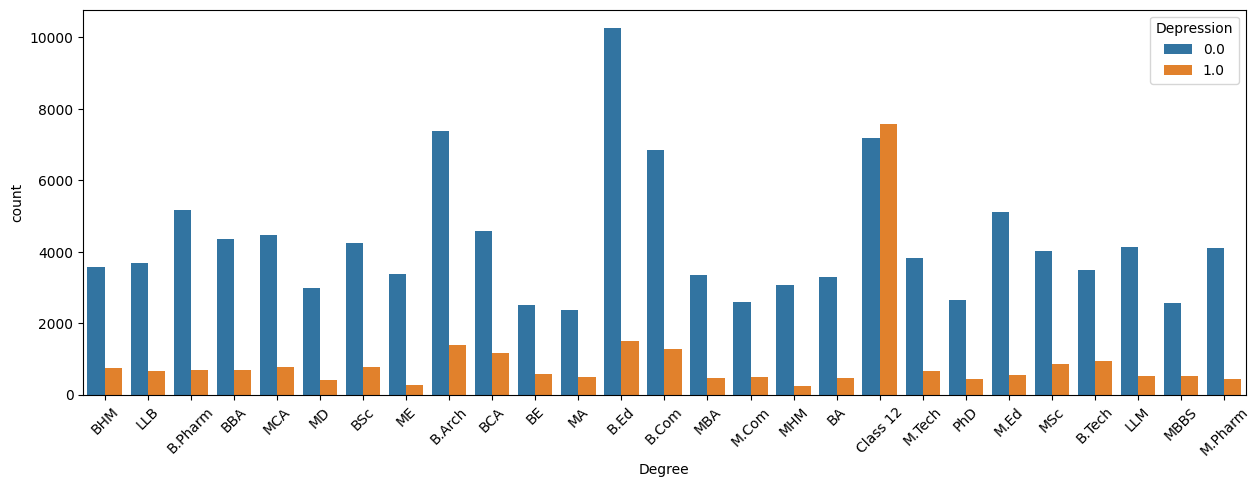 Depression
0.0
1.0
10000
8000
6000
4000
2000
0
count
BHM
LLB
B.Pharm
BBA
MCA
MD
BSc
ME
B.Arch
BCA
BE
MA
B.Ed
B.Com
MBA
M.Com
MHM
BA
Class 12
M.Tech
PhD
M.Ed
MSc
B.Tech
LLM
MBBS
M.Pharm
Degree